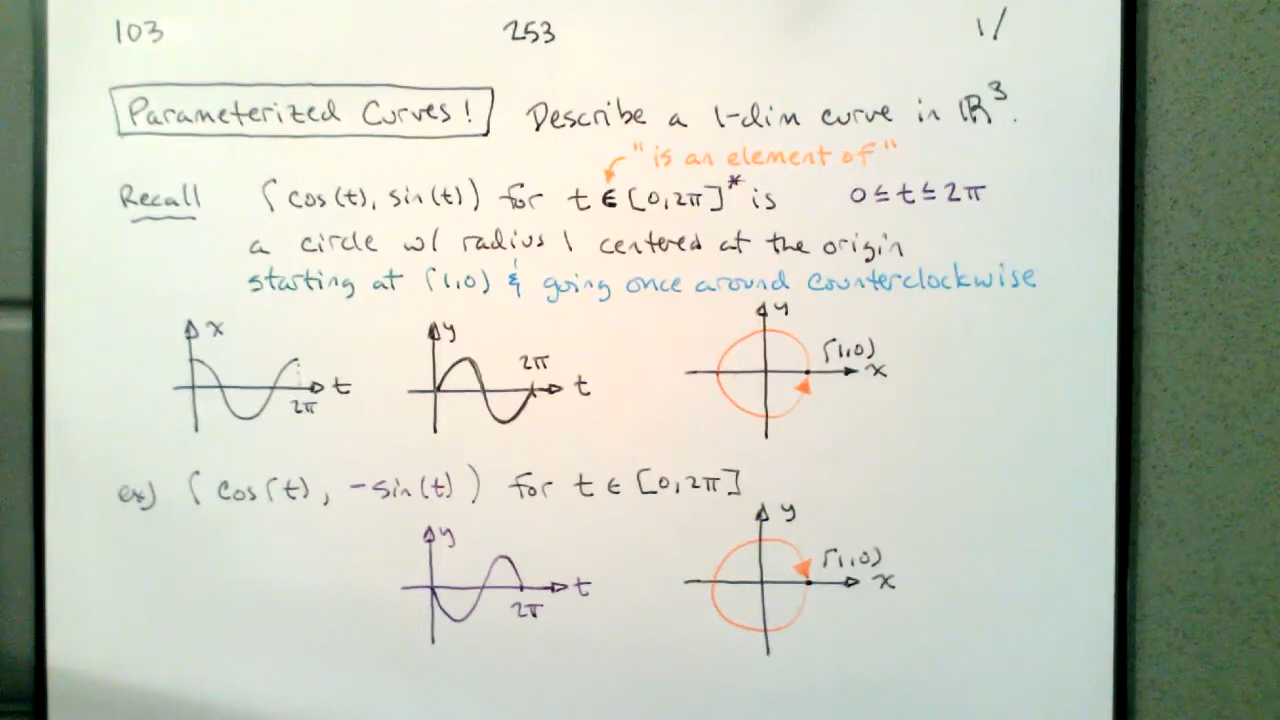 103 253 1/
Parameterized Curves! Describe a 1-dim curve in ℝ³.
"is an element of"
Recall (cos(t), sin(t)) for t ∈ [0,2π]* is 0 ≤ t ≤ 2π
a circle w/ radius 1 centered at the origin
starting at (1,0) & going once around counterclockwise
x
t
2π
y
2π
t
y
(1,0)
x
ex) (cos(t), -sin(t)) for t ∈ [0,2π]
y
t
2π
y
(1,0)
x